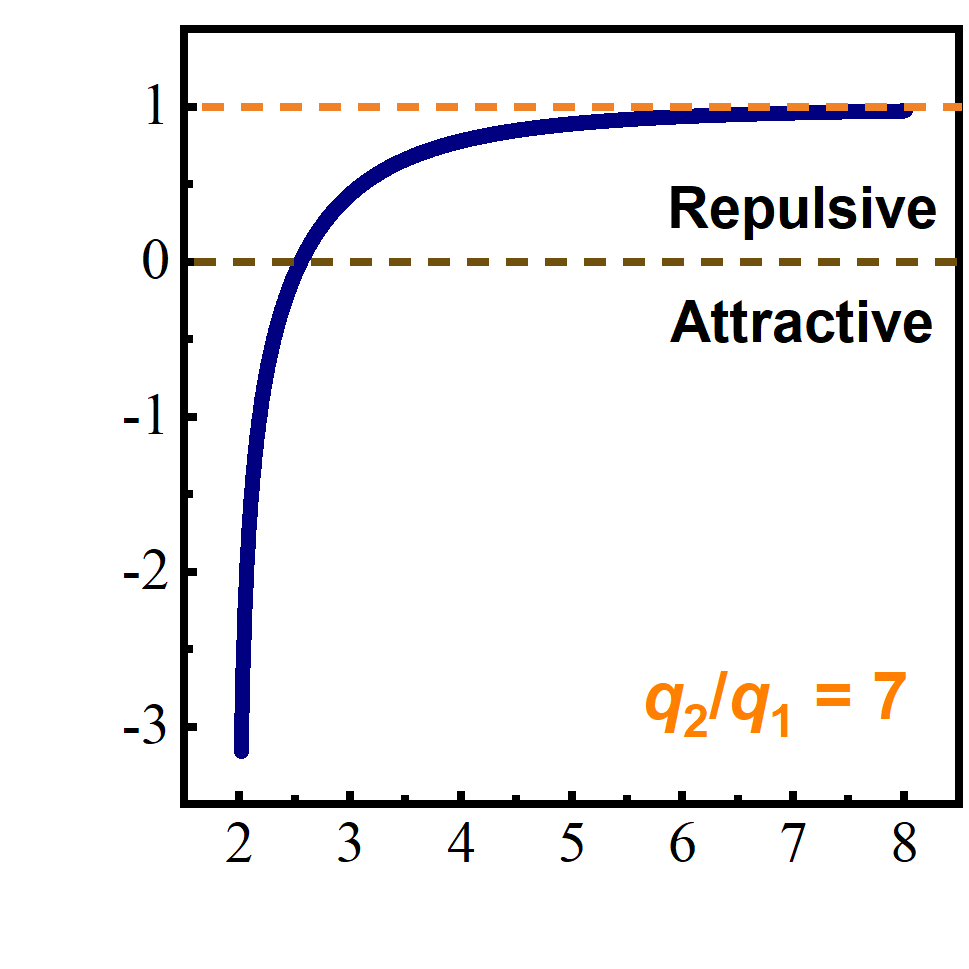 1
Repulsive
0
Attractive
-1
-2
q₂/q₁ = 7
-3
2 3 4 5 6 7 8